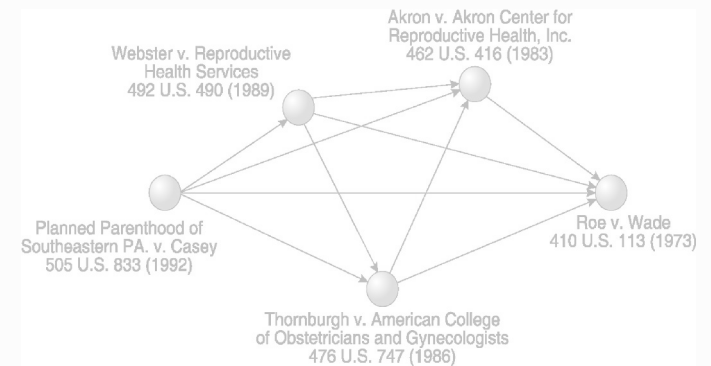 Akron v. Akron Center for
Reproductive Health, Inc.
462 U.S. 416 (1983)
Webster v. Reproductive
Health Services
492 U.S. 490 (1989)
Planned Parenthood of
Southeastern PA. v. Casey
505 U.S. 833 (1992)
Roe v. Wade
410 U.S. 113 (1973)
Thornburgh v. American College
of Obstetricians and Gynecologists
476 U.S. 747 (1986)